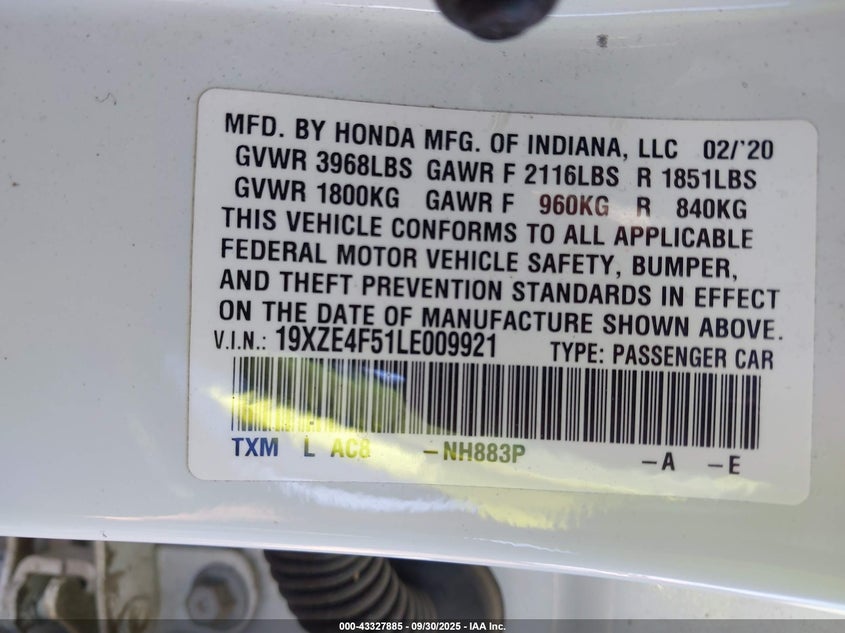 MFD. BY HONDA MFG. OF INDIANA, LLC 02/'20
GVWR 3968LBS GAWR F 2116LBS R 1851LBS
GVWR 1800KG GAWR F 960KG R 840KG
THIS VEHICLE CONFORMS TO ALL APPLICABLE
FEDERAL MOTOR VEHICLE SAFETY, BUMPER,
AND THEFT PREVENTION STANDARDS IN EFFECT
ON THE DATE OF MANUFACTURE SHOWN ABOVE.
V.I.N.: 19XZE4F51LE009921 TYPE: PASSENGER CAR
TXM L AC8 –NH883P –A –E
000-43327885 - 09/30/2025 - IAA Inc.